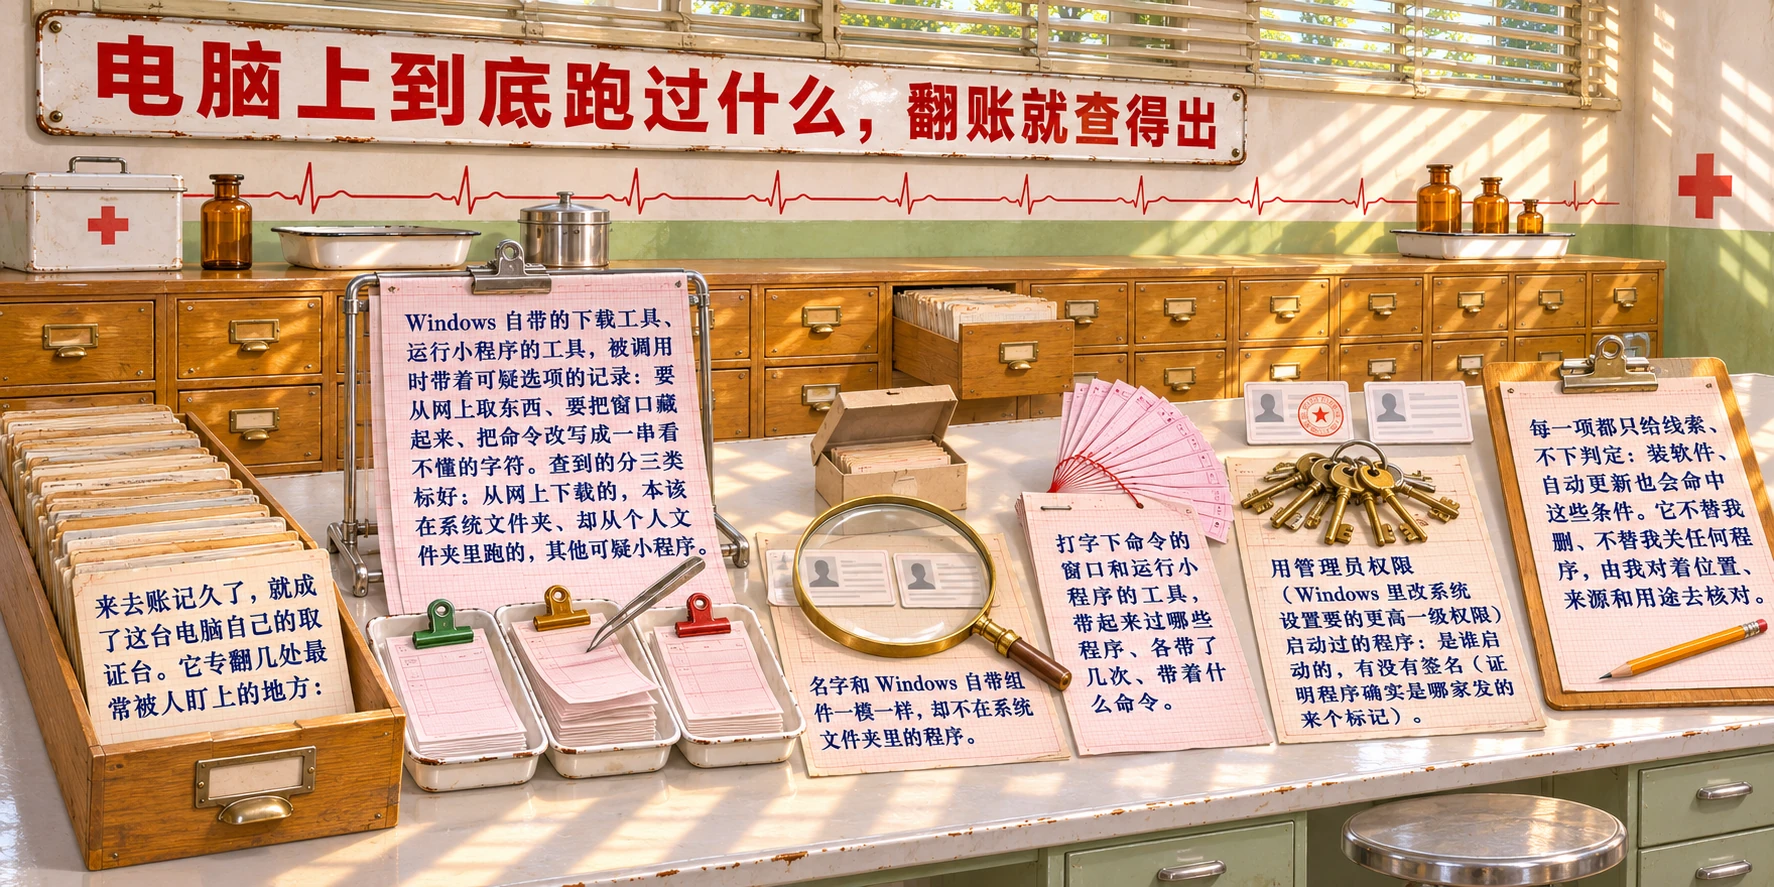 电脑上到底跑过什么，翻账就查得出
来去账记久了，就成
了这台电脑自己的取
证台。它专翻几处最
常被人盯上的地方：
Windows 自带的下载工具、
运行小程序的工具，被调用
时带着可疑选项的记录：要
从网上取东西、要把窗口藏
起来、把命令改写成一串看
不懂的字符。查到的分三类
标好：从网上下载的，本该
在系统文件夹、却从个人文
件夹里跑的，其他可疑小程序。
名字和 Windows 自带组
件一模一样，却不在系统
文件夹里的程序。
打字下命令的
窗口和运行小
程序的工具，
带起来过哪些
程序、各带了
几次、带着什
么命令。
用管理员权限
（Windows 里改系统
设置要的更高一级权限）
启动过的程序：是谁启
动的，有没有签名（证
明程序确实是哪家发的
来个标记）。
每一项都只给线索、
不下判定：装软件、
自动更新也会命中
这些条件。它不替我
删、不替我关任何程
序，由我对着位置、
来源和用途去核对。